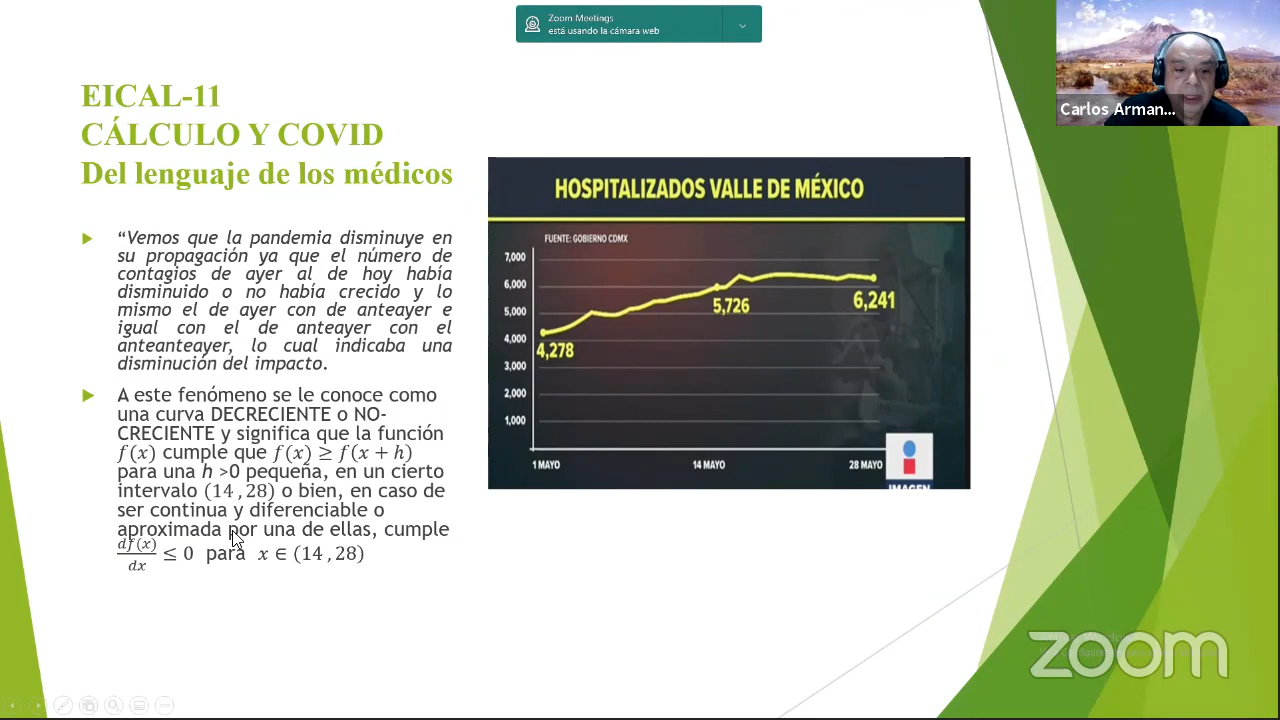 Zoom Meetings
está usando la cámara web
Carlos Arman...
EICAL-11
CÁLCULO Y COVID
Del lenguaje de los médicos
“Vemos que la pandemia disminuye en
su propagación ya que el número de
contagios de ayer al de hoy había
disminuido o no había crecido y lo
mismo el de ayer con de anteayer e
igual con el de anteayer con el
anteanteayer, lo cual indicaba una
disminución del impacto.
A este fenómeno se le conoce como
una curva DECRECIENTE o NO-
CRECIENTE y significa que la función
f(x) cumple que f(x) ≥ f(x + h)
para una h >0 pequeña, en un cierto
intervalo (14 , 28) o bien, en caso de
ser continua y diferenciable o
aproximada por una de ellas, cumple
df(x)/dx ≤ 0 para x ∈ (14 , 28)
HOSPITALIZADOS VALLE DE MÉXICO
FUENTE: GOBIERNO CDMX
7,000
6,000
5,000
4,000
3,000
2,000
1,000
4,278
5,726
6,241
1 MAYO
14 MAYO
28 MAYO
IMAGEN
zoom